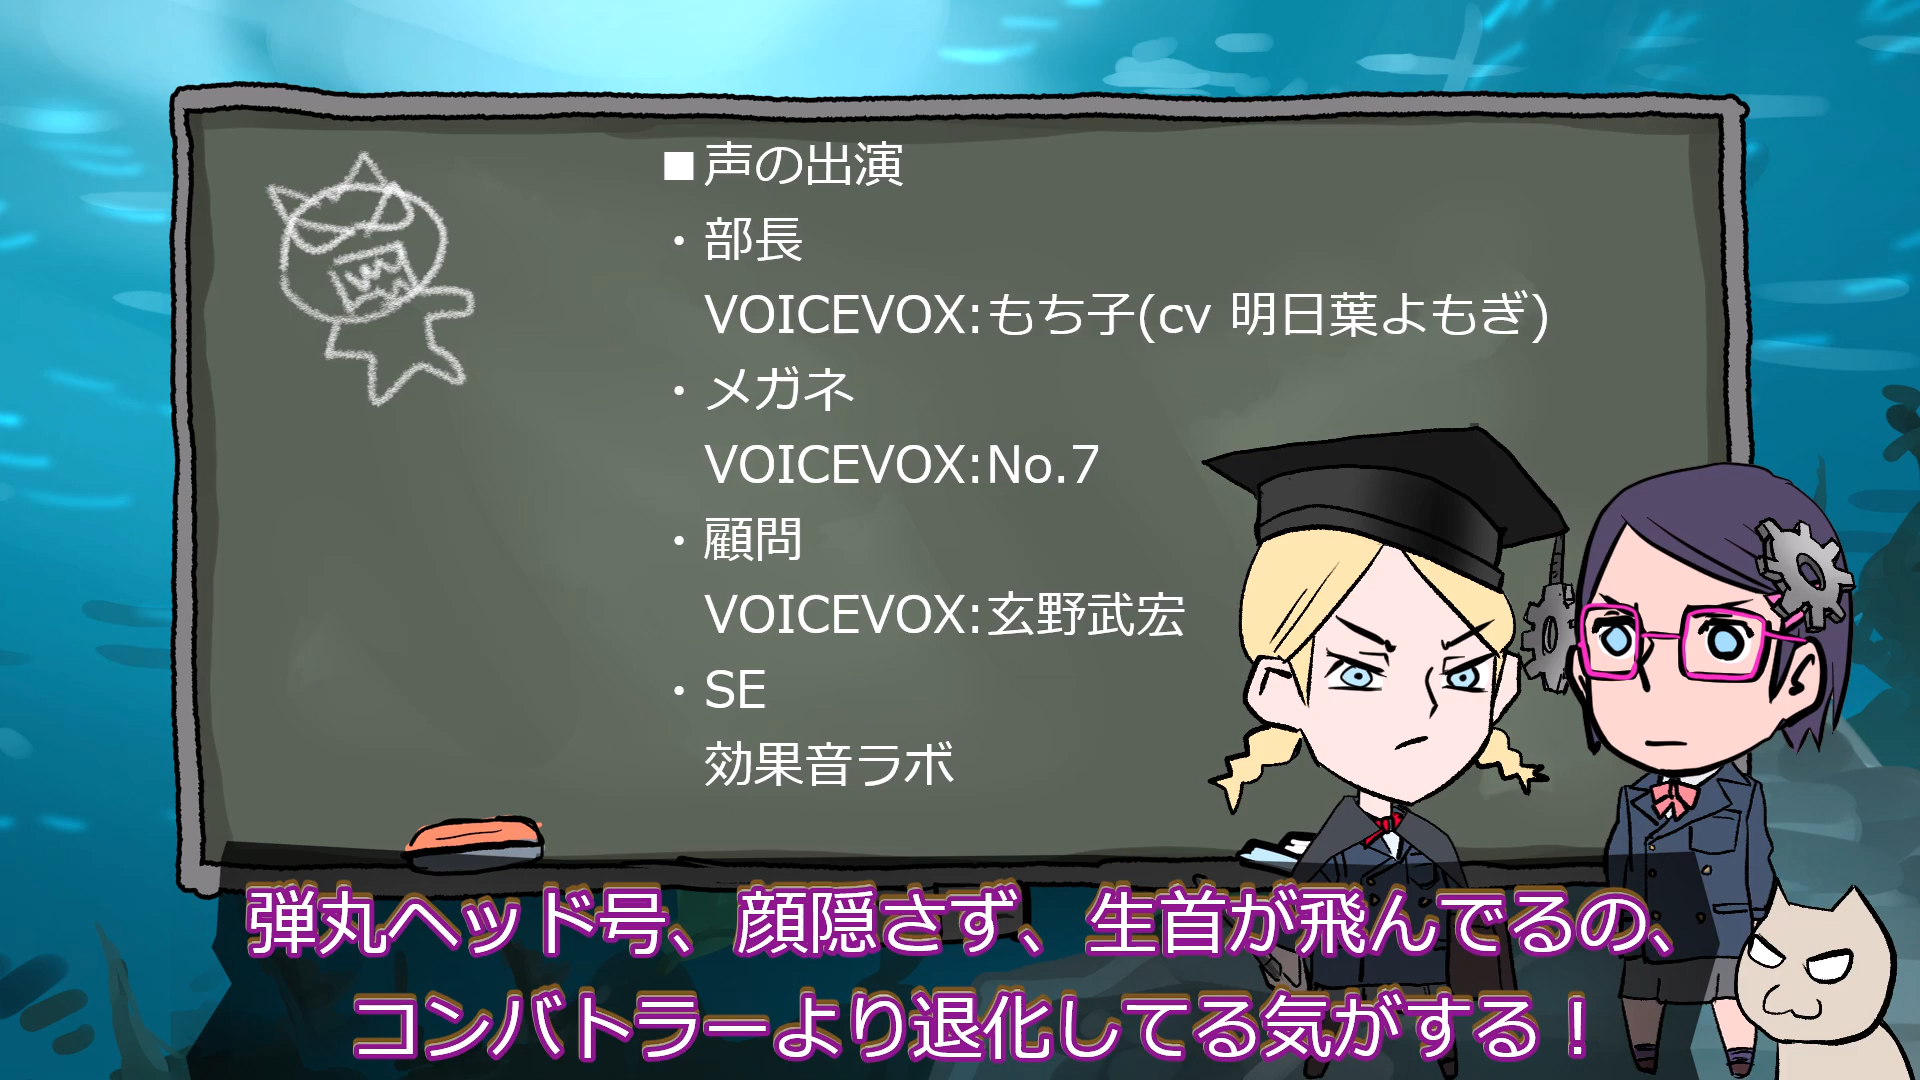 ■声の出演
・部長
VOICEVOX:もち子(cv 明日葉よもぎ)
・メガネ
VOICEVOX:No.7
・顧問
VOICEVOX:玄野武宏
・SE
効果音ラボ
弾丸ヘッド号、顔隠さず、生首が飛んでるの、
コンバトラーより退化してる気がする！